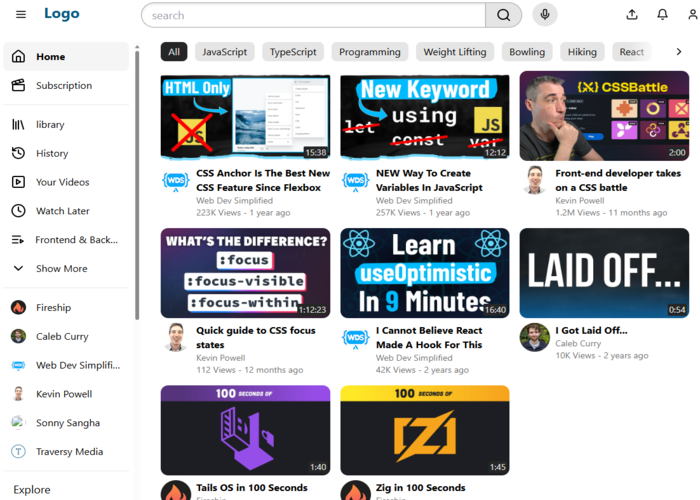 Logo
search
Home
Subscription
library
History
Your Videos
Watch Later
Frontend & Back...
Show More
Fireship
Caleb Curry
Web Dev Simplifi...
Kevin Powell
Sonny Sangha
Traversy Media
Explore
All JavaScript TypeScript Programming Weight Lifting Bowling Hiking React
HTML Only
JS
15:38
CSS Anchor Is The Best New
CSS Feature Since Flexbox
Web Dev Simplified
223K Views - 1 year ago
New Keyword
using
let
const
var
JS
12:12
WDS
NEW Way To Create
Variables In JavaScript
Web Dev Simplified
257K Views - 1 year ago
CSSBattle
2:00
Front-end developer takes
on a CSS battle
Kevin Powell
1.2M Views - 11 months ago
WHAT'S THE DIFFERENCE?
:focus
:focus-visible
:focus-within
1:12:23
Quick guide to CSS focus
states
Kevin Powell
112 Views - 12 months ago
Learn
useOptimistic
In 9 Minutes
16:40
WDS
I Cannot Believe React
Made A Hook For This
Web Dev Simplified
42K Views - 2 years ago
LAID OFF...
0:54
I Got Laid Off...
Caleb Curry
10K Views - 2 years ago
100 SECONDS OF
1:40
Tails OS in 100 Seconds
Fireship
100 SECONDS OF
1:45
Zig in 100 Seconds
Fireship